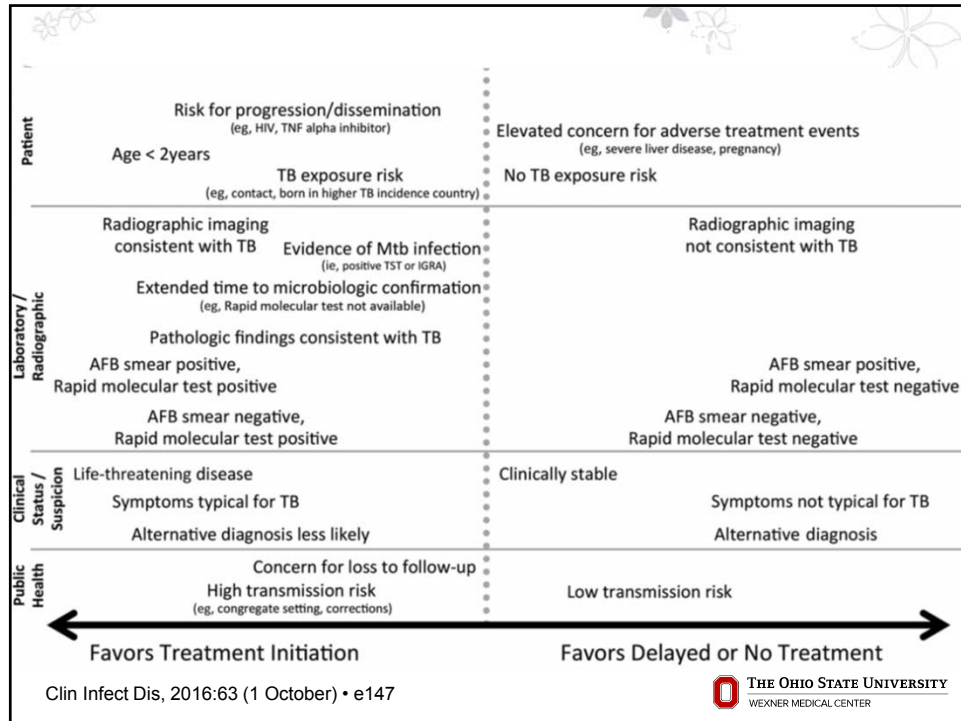 Patient
Risk for progression/dissemination
(eg, HIV, TNF alpha inhibitor)
Age < 2years
TB exposure risk
(eg, contact, born in higher TB incidence country)
Elevated concern for adverse treatment events
(eg, severe liver disease, pregnancy)
No TB exposure risk
Laboratory /
Radiographic
Radiographic imaging
consistent with TB
Evidence of Mtb infection
(ie, positive TST or IGRA)
Extended time to microbiologic confirmation
(eg, Rapid molecular test not available)
Pathologic findings consistent with TB
AFB smear positive,
Rapid molecular test positive
AFB smear negative,
Rapid molecular test positive
Radiographic imaging
not consistent with TB
AFB smear positive,
Rapid molecular test negative
AFB smear negative,
Rapid molecular test negative
Clinical
Status /
Suspicion
Life-threatening disease
Symptoms typical for TB
Alternative diagnosis less likely
Clinically stable
Symptoms not typical for TB
Alternative diagnosis
Public
Health
Concern for loss to follow-up
High transmission risk
(eg, congregate setting, corrections)
Low transmission risk
Favors Treatment Initiation
Favors Delayed or No Treatment
Clin Infect Dis, 2016:63 (1 October) • e147
THE OHIO STATE UNIVERSITY
WEXNER MEDICAL CENTER